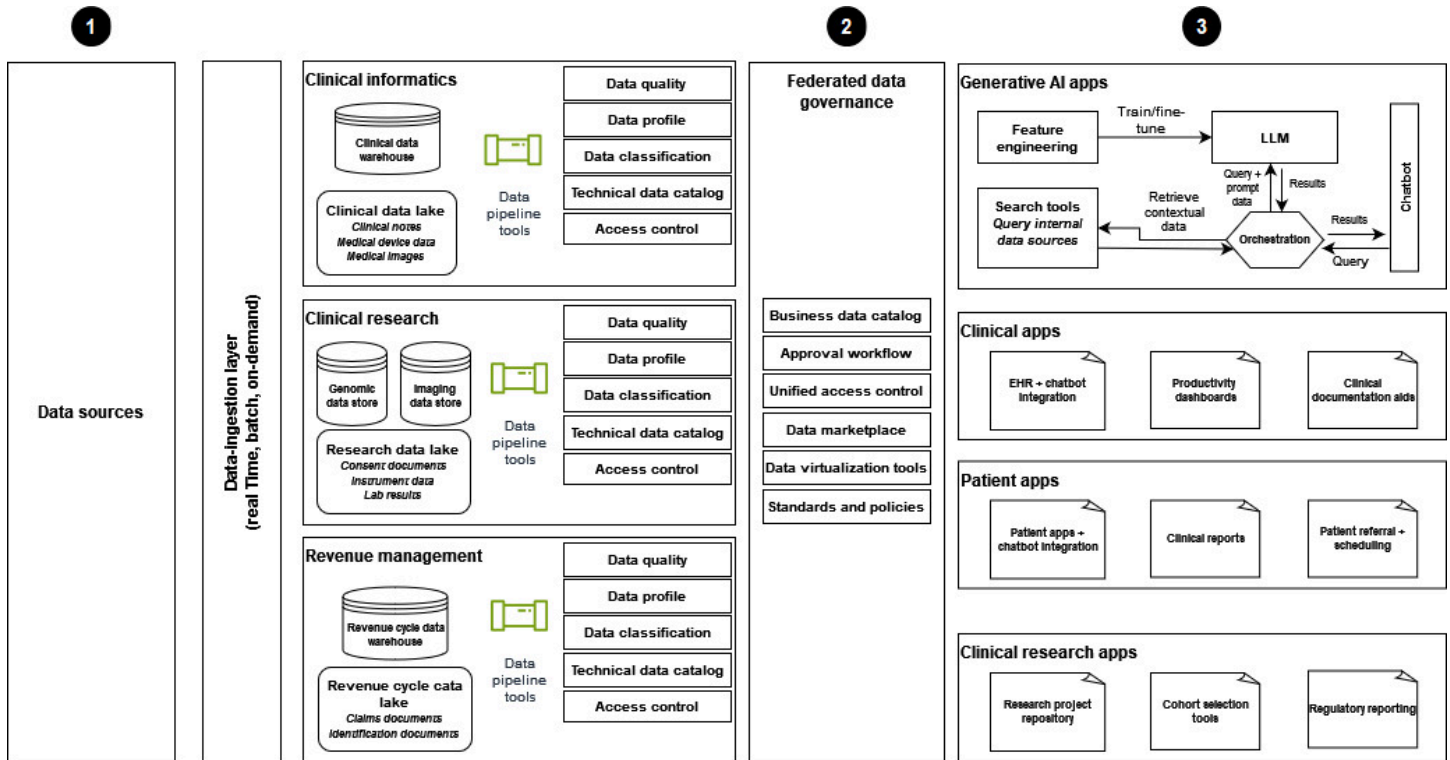 1
2
3
Data sources
Data-ingestion layer
(real Time, batch, on-demand)
Clinical informatics
Clinical data
warehouse
Clinical data lake
Clinical notes
Medical device data
Medical images
Data
pipeline
tools
Data quality
Data profile
Data classification
Technical data catalog
Access control
Clinical research
Genomic
data store
Imaging
data store
Research data lake
Consent documents
Instrument data
Lab results
Data
pipeline
tools
Data quality
Data profile
Data classification
Technical data catalog
Access control
Revenue management
Revenue cycle data
warehouse
Revenue cycle cata
lake
Claims documents
Identification documents
Data
pipeline
tools
Data quality
Data profile
Data classification
Technical data catalog
Access control
Federated data
governance
Business data catalog
Approval workflow
Unified access control
Data marketplace
Data virtualization tools
Standards and policies
Generative AI apps
Feature
engineering
Train/fine-
tune
LLM
Query +
prompt
data
Results
Search tools
Query internal
data sources
Retrieve
contextual
data
Orchestration
Results
Query
Chatbot
Clinical apps
EHR + chatbot
integration
Productivity
dashboards
Clinical
documentation aids
Patient apps
Patient apps +
chatbot integration
Clinical reports
Patient referral +
scheduling
Clinical research apps
Research project
repository
Cohort selection
tools
Regulatory reporting